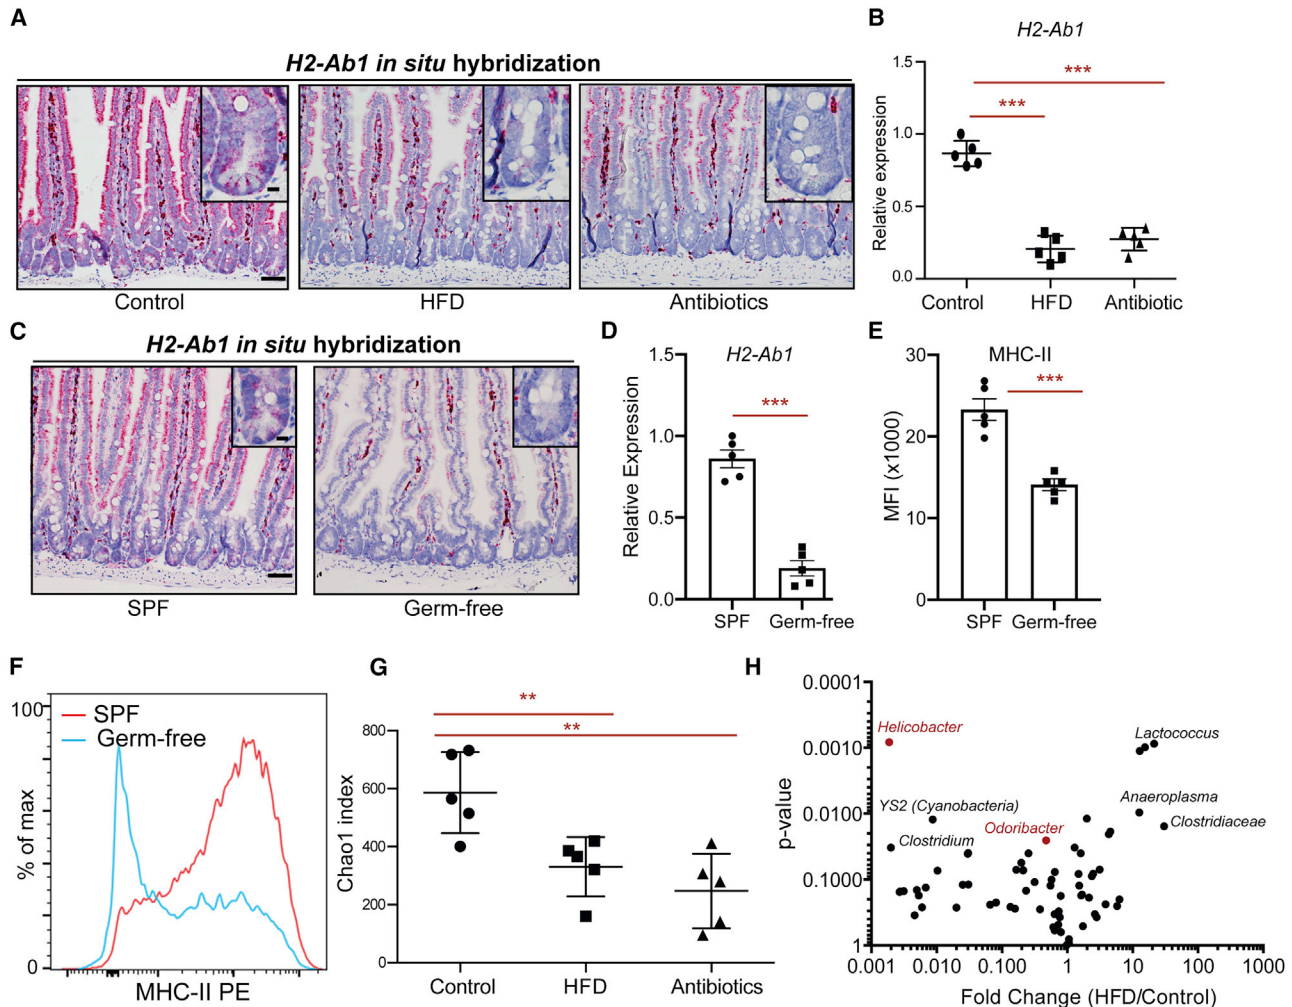 A
H2-Ab1 in situ hybridization
Control
HFD
Antibiotics
B
H2-Ab1
***
***
Relative expression
1.5
1.0
0.5
0.0
Control
HFD
Antibiotic
C
H2-Ab1 in situ hybridization
SPF
Germ-free
D
H2-Ab1
***
Relative Expression
1.5
1.0
0.5
0.0
SPF
Germ-free
E
MHC-II
***
MFI (x1000)
30
20
10
0
SPF
Germ-free
F
SPF
Germ-free
% of max
100
0
MHC-II PE
G
**
**
Chao1 index
800
600
400
200
0
Control
HFD
Antibiotics
H
p-value
0.0001
0.0010
0.0100
0.1000
1
Helicobacter
Lactococcus
YS2 (Cyanobacteria)
Anaeroplasma
Clostridiaceae
Odoribacter
Clostridium
0.001
0.010
0.100
1
10
100
1000
Fold Change (HFD/Control)